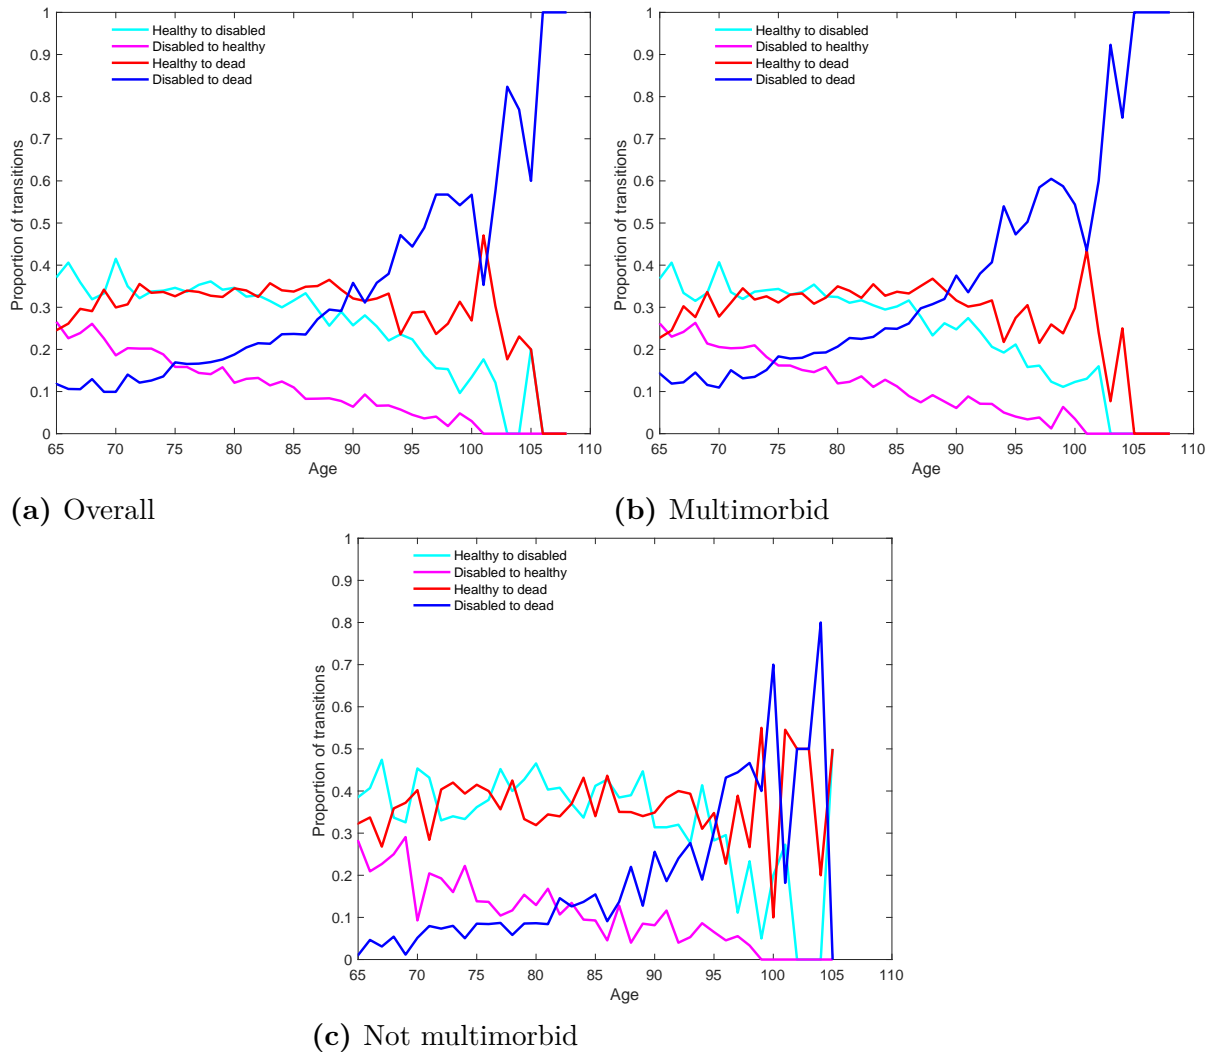 Healthy to disabled
Disabled to healthy
Healthy to dead
Disabled to dead
Proportion of transitions
1
0.9
0.8
0.7
0.6
0.5
0.4
0.3
0.2
0.1
0
65 70 75 80 85 90 95 100 105 110
Age
(a) Overall
Healthy to disabled
Disabled to healthy
Healthy to dead
Disabled to dead
Proportion of transitions
1
0.9
0.8
0.7
0.6
0.5
0.4
0.3
0.2
0.1
0
65 70 75 80 85 90 95 100 105 110
Age
(b) Multimorbid
Healthy to disabled
Disabled to healthy
Healthy to dead
Disabled to dead
Proportion of transitions
1
0.9
0.8
0.7
0.6
0.5
0.4
0.3
0.2
0.1
0
65 70 75 80 85 90 95 100 105 110
Age
(c) Not multimorbid